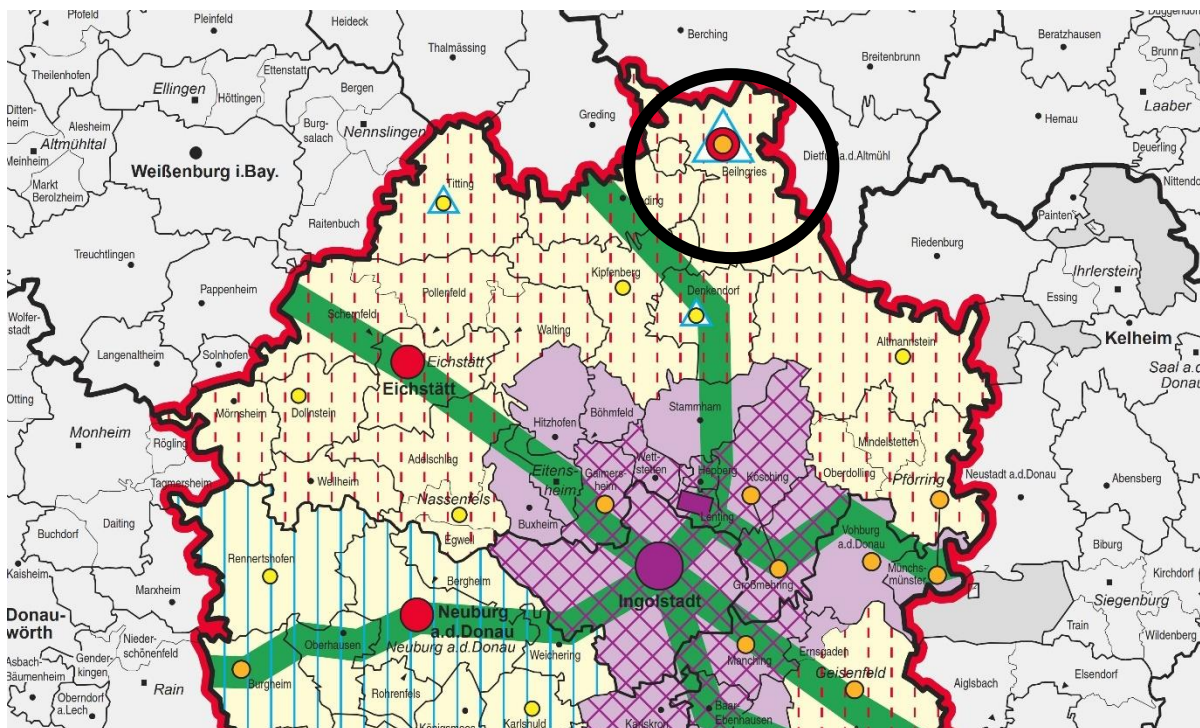 Pleinfeld
Heideck
Thalmässing
Berching
Beratzhausen
Breitenbrunn
Brunn
Laaber
Theilenhofen
Ettenstatt
Ellingen
Höttingen
Bergen
Burg-
salach
Nennslingen
Greding
Hemau
Deuerling
Alesheim
Altmühltal
Meinheim
Markt
Berolzheim
Weißenburg i.Bay.
Raitenbuch
Titting
Beilngries
Painten
Riedenburg
Treuchtlingen
Pappenheim
Kipfenberg
Denkendorf
Ihrlerstein
Essing
Kelheim
Saal a.d.
Donau
Wolfer-
stadt
Langenaltheim
Solnhofen
Schernfeld
Pollenfeld
Walting
Altmannstein
Eichstätt
Eichstätt
Otting
Mörnsheim
Dollnstein
Hitzhofen
Böhmfeld
Stammham
Mindelstetten
Monheim
Rögling
Tagmersheim
Adelschlag
Wellheim
Eitens-
heim
Gaimers-
heim
Wett-
stetten
Hepberg
Kösching
Oberdolling
Pförring
Neustadt a.d.Donau
Abensberg
Nassenfels
Buxheim
Lenting
Egweil
Buchdorf
Daiting
Rennertshofen
Bergheim
Großmehring
Vohburg
a.d.Donau
Münchs-
münster
Biburg
Kirchdorf
Kaisheim
Marxheim
Siegenburg
Ingolstadt
Donau-
wörth
Nieder-
schönenfeld
Neuburg
a.d.Donau
Neuburg a.d.Donau
Oberhausen
Weichering
Manching
Ernsgaden
Geisenfeld
Train
Wildenberg
Asbach-
Bäumenheim
Gender-
kingen
Rain
Burgheim
Rohrenfels
Aiglsbach
Elsendorf
Oberndorf
a.Lech
Königsmoos
Karlshuld
Karlskron
Baar-
Ebenhausen